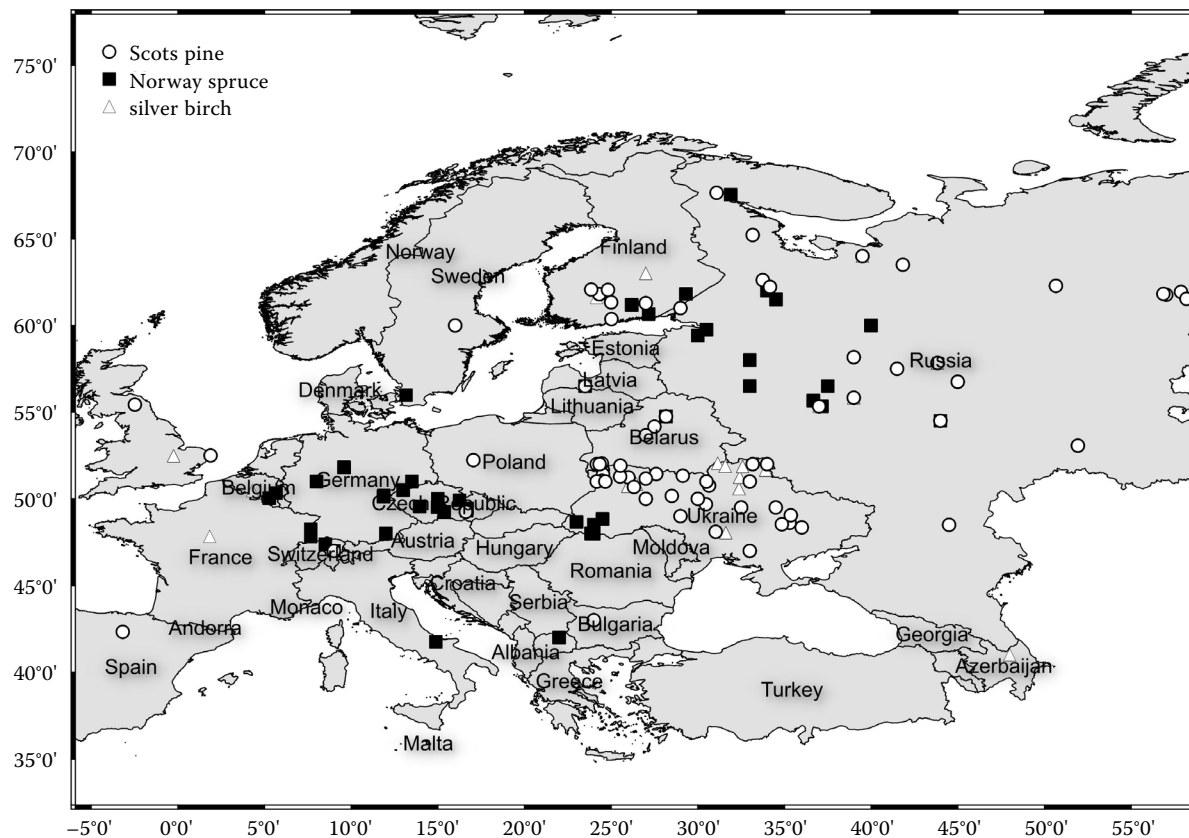 75°0'
70°0'
65°0'
60°0'
55°0'
50°0'
45°0'
40°0'
35°0'
Scots pine
Norway spruce
silver birch
Norway
Finland
Sweden
Estonia
Russia
Latvia
Denmark
Lithuania
Belarus
Poland
Germany
Belgium
Czech Republic
Ukraine
Austria
Hungary
Moldova
France
Switzerland
Romania
Croatia
Serbia
Monaco
Italy
Andorra
Bulgaria
Georgia
Albania
Azerbaijan
Spain
Greece
Turkey
Malta
−5°0' 0°0' 5°0' 10°0' 15°0' 20°0' 25°0' 30°0' 35°0' 40°0' 45°0' 50°0' 55°0'